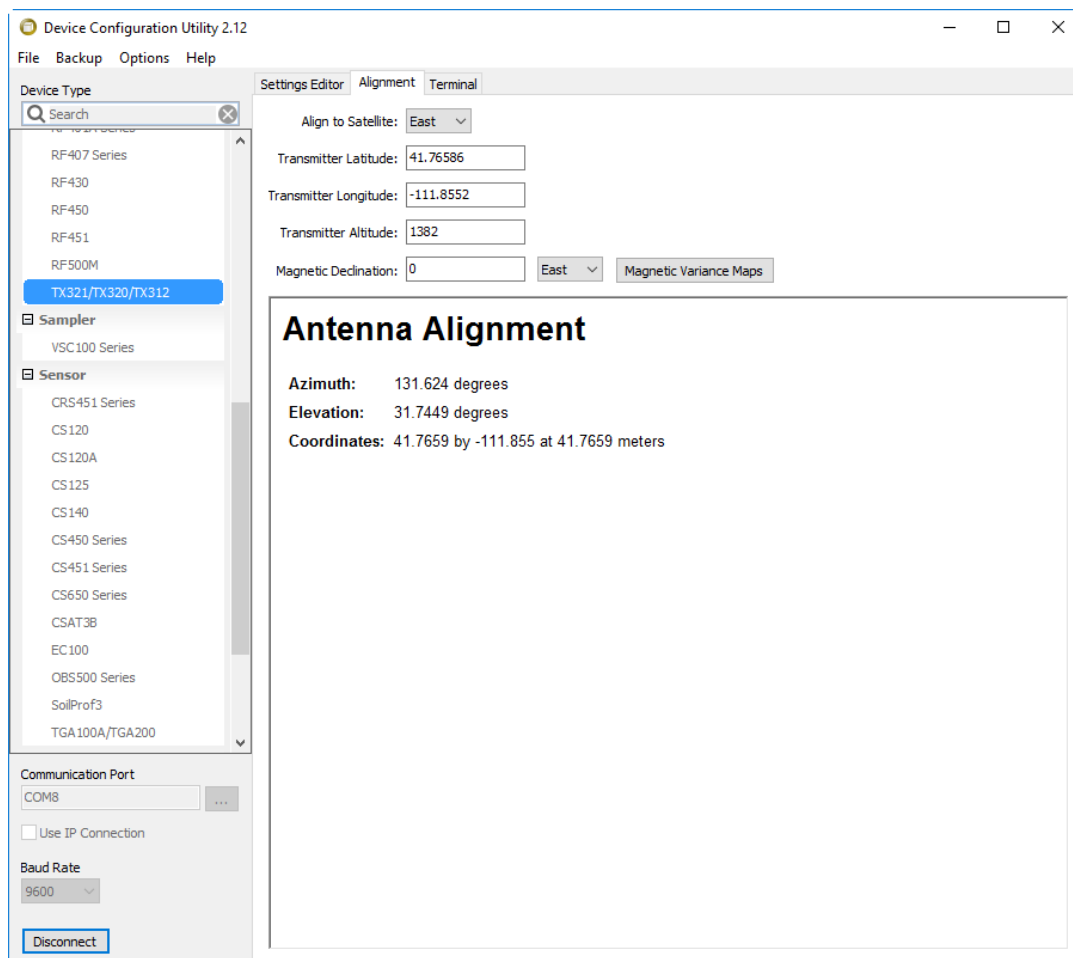 Device Configuration Utility 2.12
File Backup Options Help
Device Type
Search
RF407 Series
RF430
RF450
RF451
RF500M
TX321/TX320/TX312
Sampler
VSC100 Series
Sensor
CRS451 Series
CS120
CS120A
CS125
CS140
CS450 Series
CS451 Series
CS650 Series
CSAT3B
EC100
OBS500 Series
SoilProf3
TGA100A/TGA200
Communication Port
COM8
...
Use IP Connection
Baud Rate
9600
Disconnect
Settings Editor Alignment Terminal
Align to Satellite: East
Transmitter Latitude: 41.76586
Transmitter Longitude: -111.8552
Transmitter Altitude: 1382
Magnetic Declination: 0 East Magnetic Variance Maps
Antenna Alignment
Azimuth: 131.624 degrees
Elevation: 31.7449 degrees
Coordinates: 41.7659 by -111.855 at 41.7659 meters